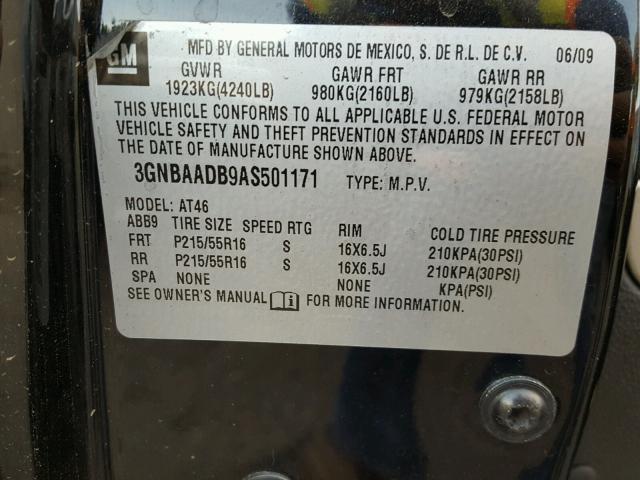 GM
MFD BY GENERAL MOTORS DE MEXICO, S. DE R.L. DE C.V. 06/09
GVWR GAWR FRT GAWR RR
1923KG(4240LB) 980KG(2160LB) 979KG(2158LB)
THIS VEHICLE CONFORMS TO ALL APPLICABLE U.S. FEDERAL MOTOR
VEHICLE SAFETY AND THEFT PREVENTION STANDARDS IN EFFECT ON
THE DATE OF MANUFACTURE SHOWN ABOVE.
3GNBAADB9AS501171 TYPE: M.P.V.
MODEL: AT46
ABB9 TIRE SIZE SPEED RTG RIM COLD TIRE PRESSURE
FRT P215/55R16 S 16X6.5J 210KPA(30PSI)
RR P215/55R16 S 16X6.5J 210KPA(30PSI)
SPA NONE NONE KPA(PSI)
SEE OWNER'S MANUAL i FOR MORE INFORMATION.